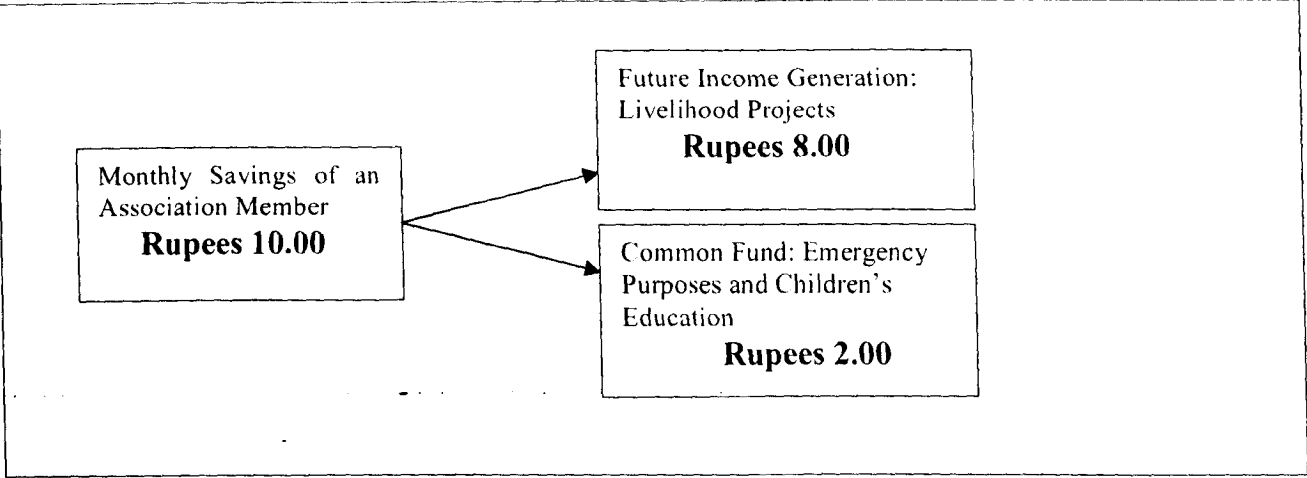 Monthly Savings of an
Association Member
Rupees 10.00
Future Income Generation:
Livelihood Projects
Rupees 8.00
Common Fund: Emergency
Purposes and Children's
Education
Rupees 2.00